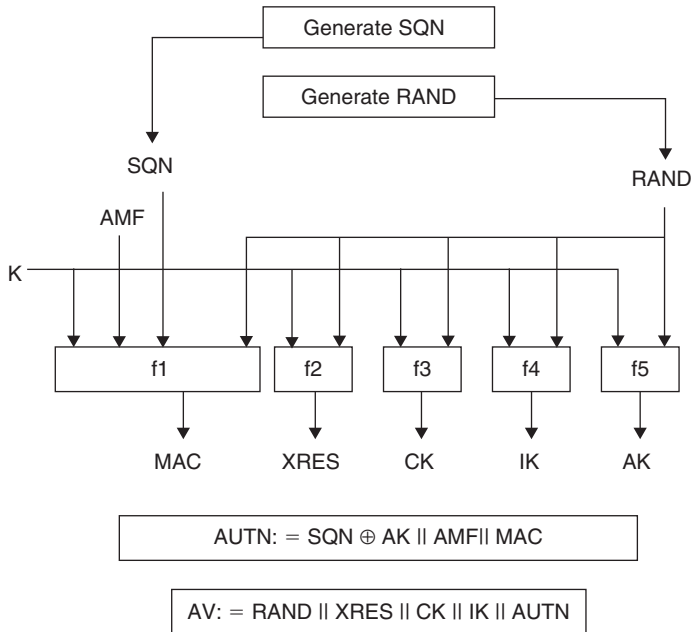 Generate SQN
Generate RAND
SQN
RAND
AMF
K
f1
f2
f3
f4
f5
MAC
XRES
CK
IK
AK
AUTN: = SQN ⊕ AK || AMF|| MAC
AV: = RAND || XRES || CK || IK || AUTN